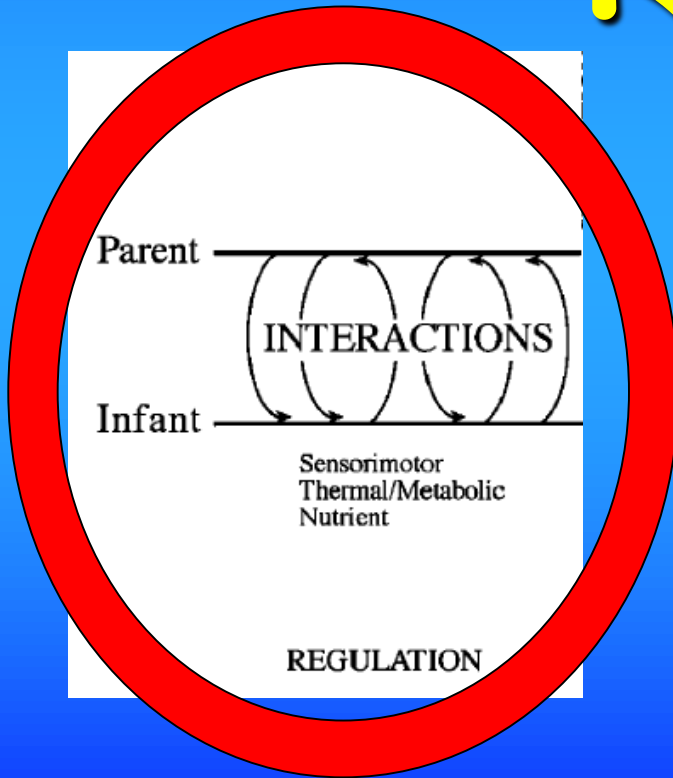 Parent
INTERACTIONS
Infant
Sensorimotor
Thermal/Metabolic
Nutrient
REGULATION